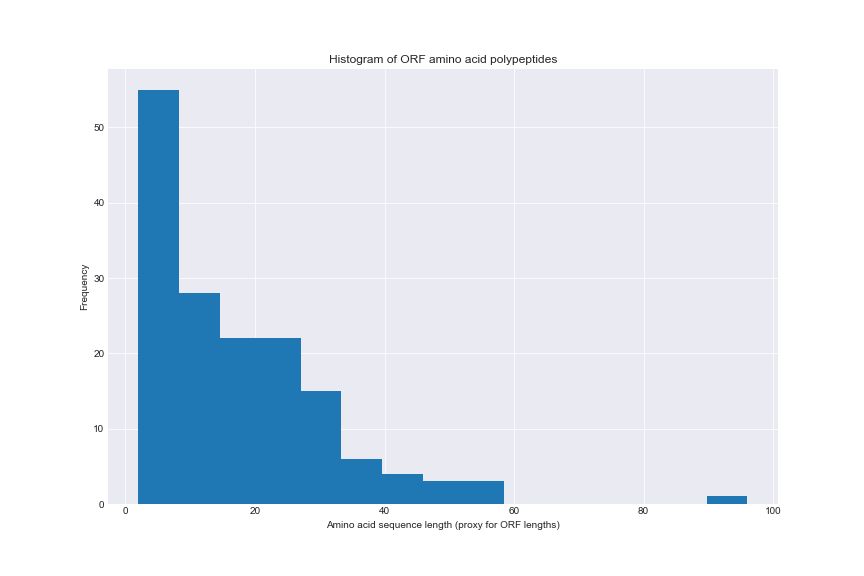 Histogram of ORF amino acid polypeptides
50
40
30
20
10
0
Frequency
0 20 40 60 80 100
Amino acid sequence length (proxy for ORF lengths)